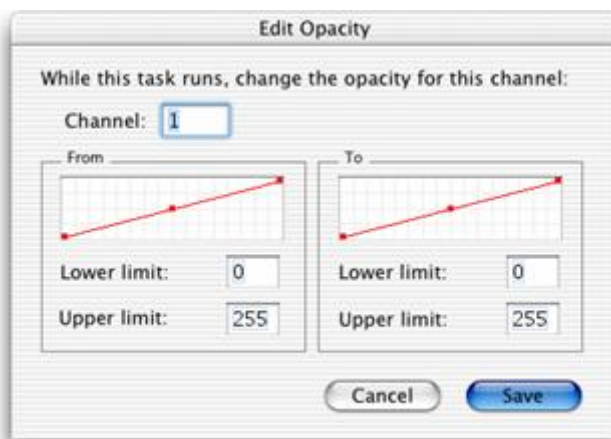 Edit Opacity
While this task runs, change the opacity for this channel:
Channel: 1
From
Lower limit: 0
Upper limit: 255
To
Lower limit: 0
Upper limit: 255
Cancel
Save